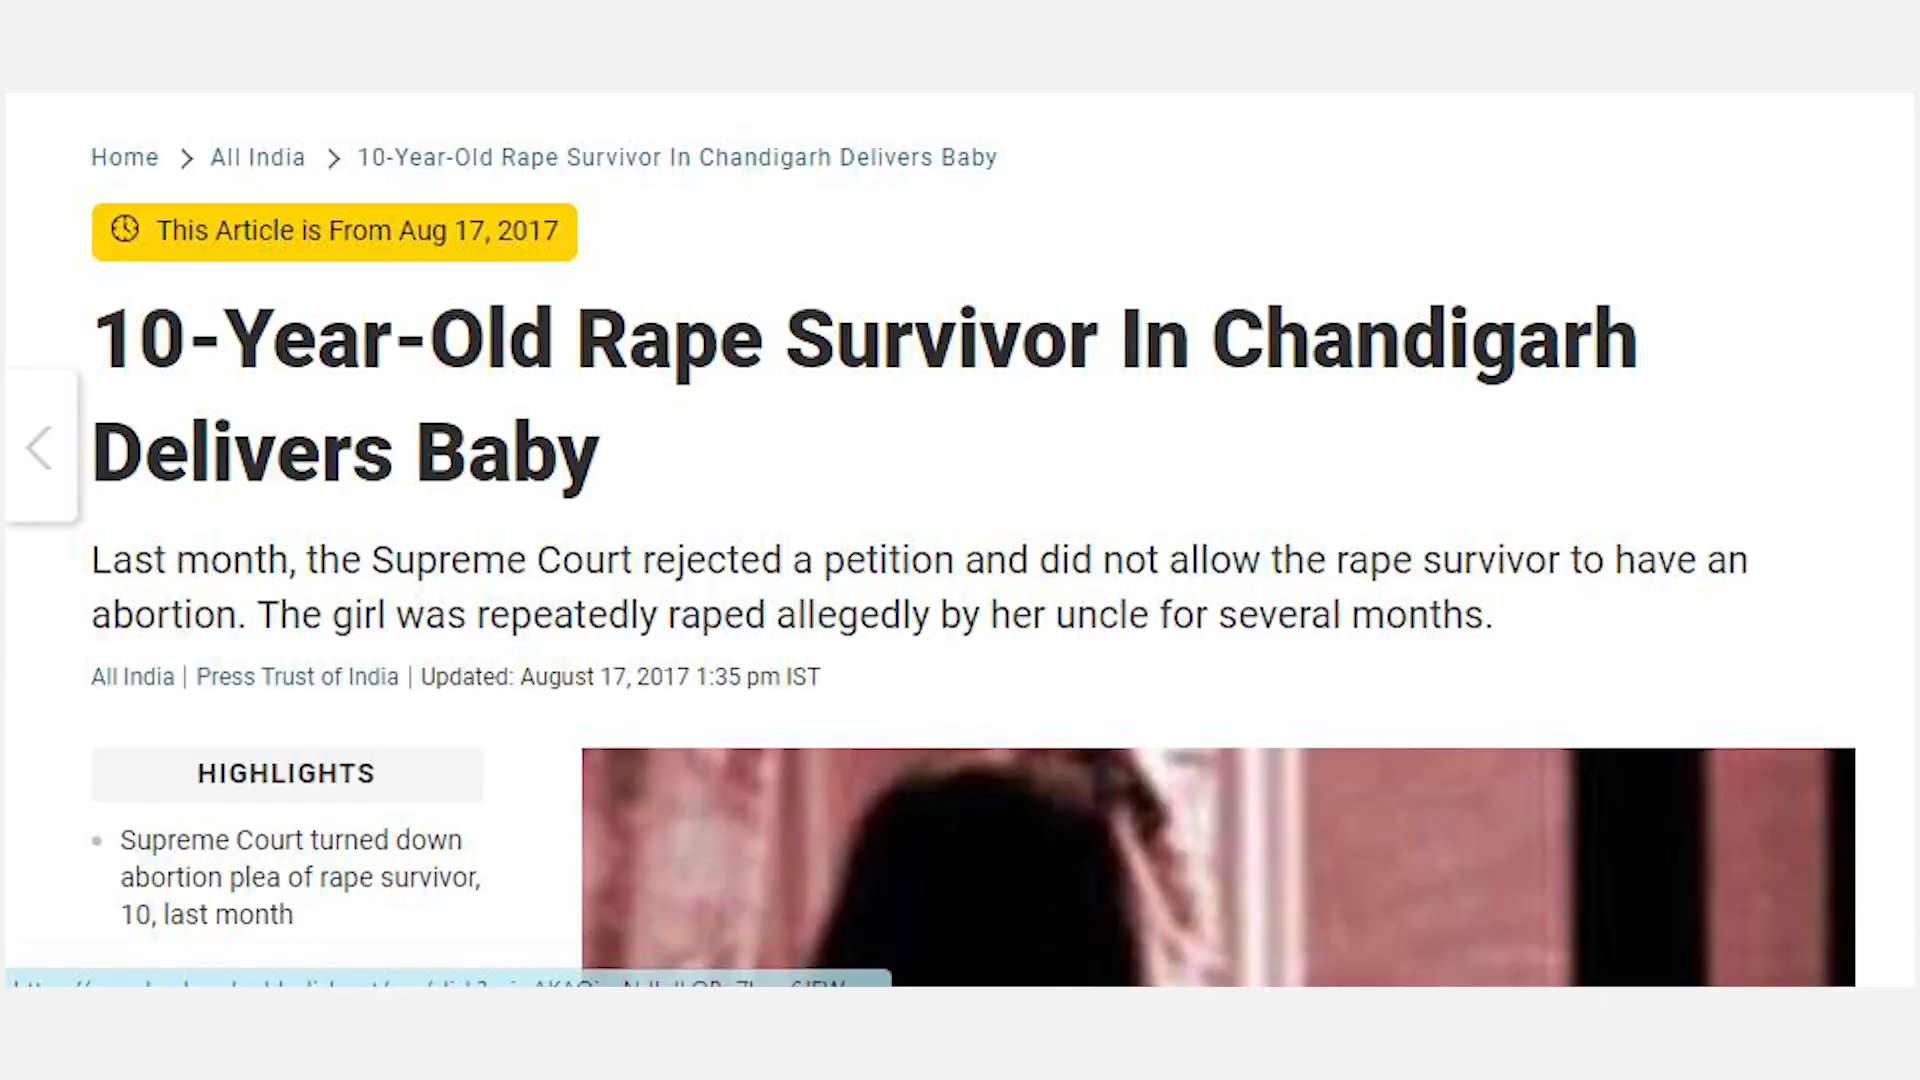 Home > All India > 10-Year-Old Rape Survivor In Chandigarh Delivers Baby
This Article is From Aug 17, 2017
10-Year-Old Rape Survivor In Chandigarh
Delivers Baby
Last month, the Supreme Court rejected a petition and did not allow the rape survivor to have an
abortion. The girl was repeatedly raped allegedly by her uncle for several months.
All India | Press Trust of India | Updated: August 17, 2017 1:35 pm IST
HIGHLIGHTS
Supreme Court turned down
abortion plea of rape survivor,
10, last month